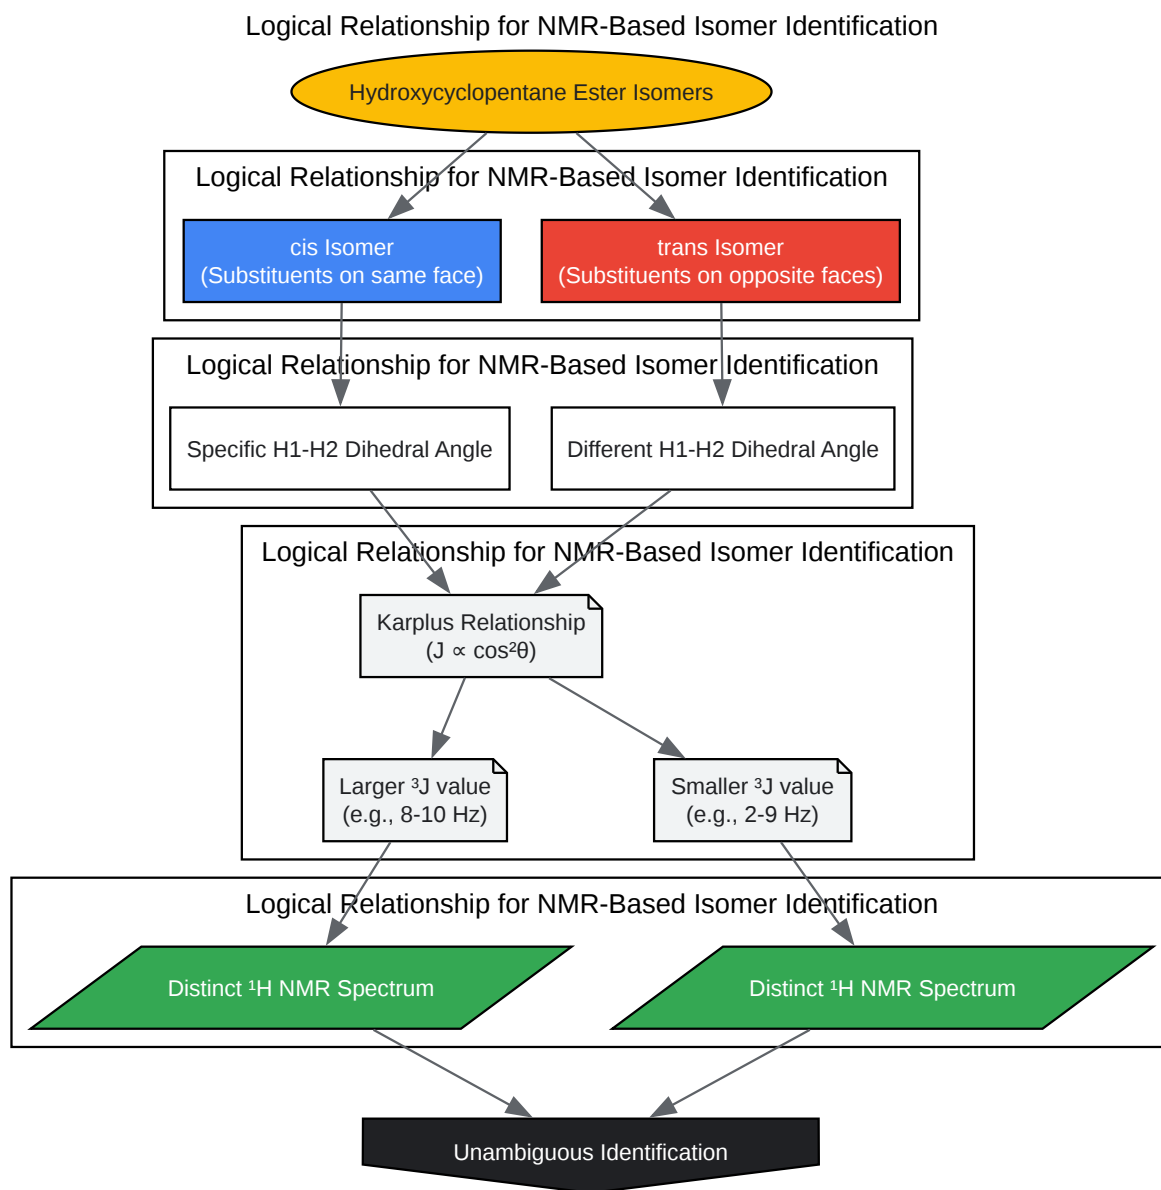 Logical Relationship for NMR-Based Isomer Identification
Hydroxycyclopentane Ester Isomers
Logical Relationship for NMR-Based Isomer Identification
cis Isomer
(Substituents on same face)
trans Isomer
(Substituents on opposite faces)
Logical Relationship for NMR-Based Isomer Identification
Specific H1-H2 Dihedral Angle
Different H1-H2 Dihedral Angle
Logical Relationship for NMR-Based Isomer Identification
Karplus Relationship
(J ∝ cos²θ)
Larger ³J value
(e.g., 8-10 Hz)
Smaller ³J value
(e.g., 2-9 Hz)
Logical Relationship for NMR-Based Isomer Identification
Distinct ¹H NMR Spectrum
Distinct ¹H NMR Spectrum
Unambiguous Identification